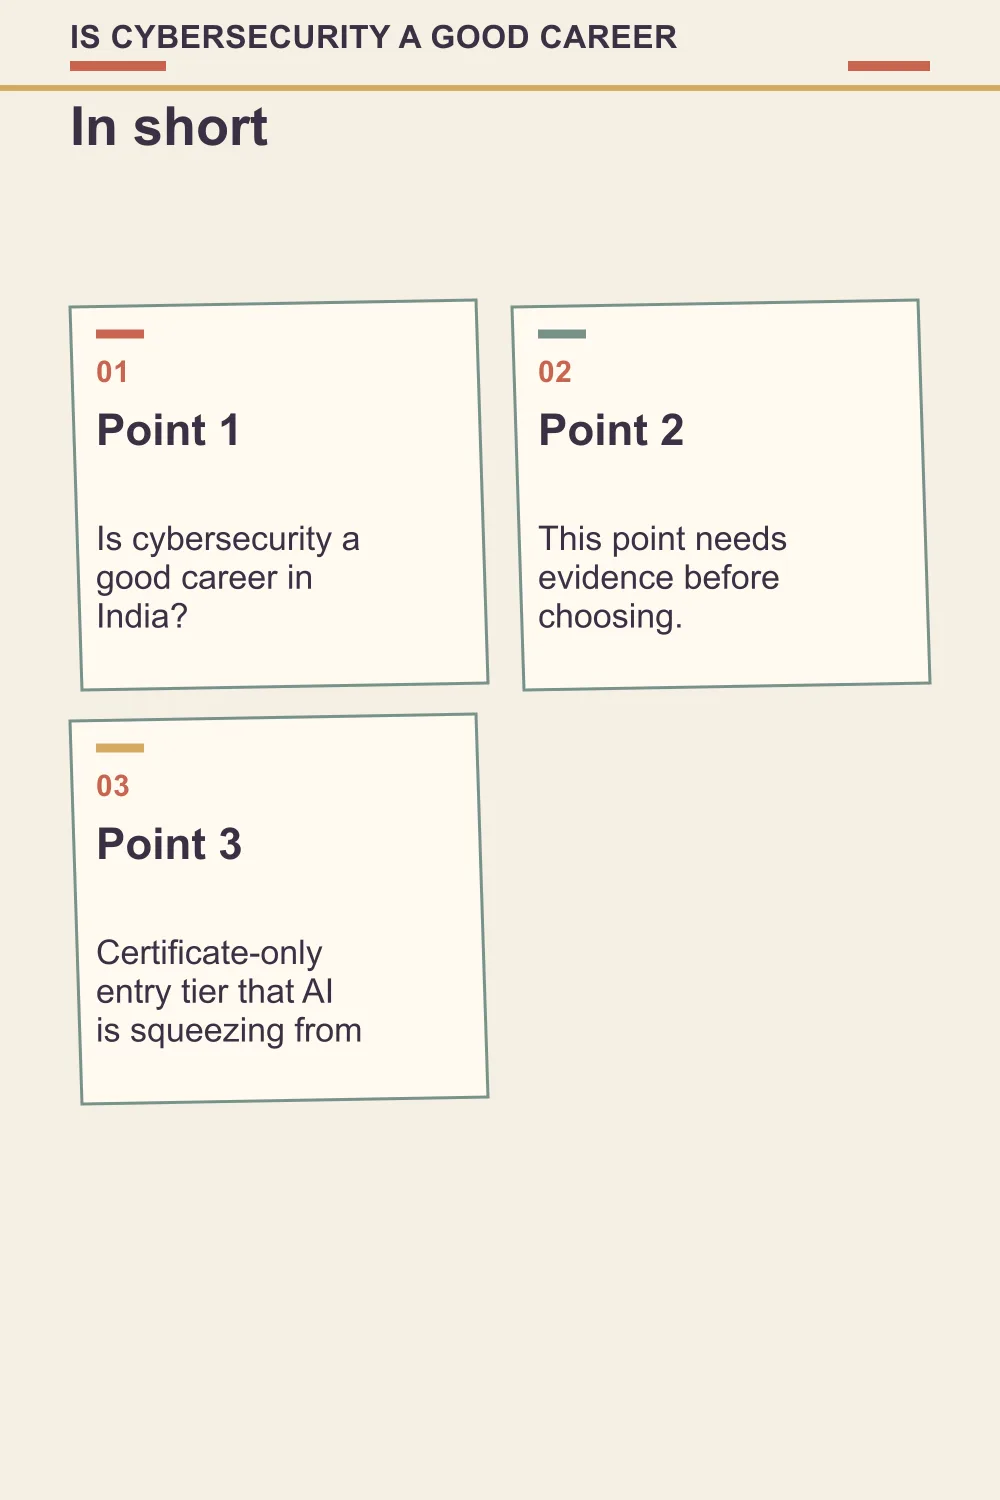 IS CYBERSECURITY A GOOD CAREER
In short
01
Point 1
Is cybersecurity a
good career in
India?
02
Point 2
This point needs
evidence before
choosing.
03
Point 3
Certificate-only
entry tier that AI
is squeezing from